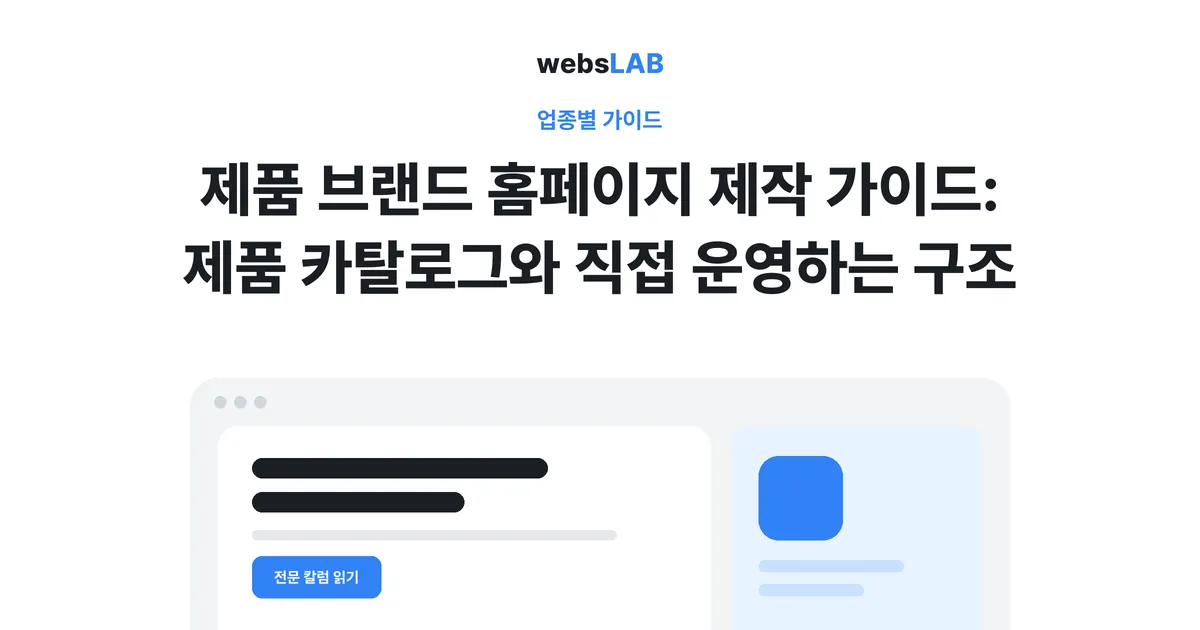 websLAB
업종별 가이드
제품 브랜드 홈페이지 제작 가이드:
제품 카탈로그와 직접 운영하는 구조
전문 칼럼 읽기